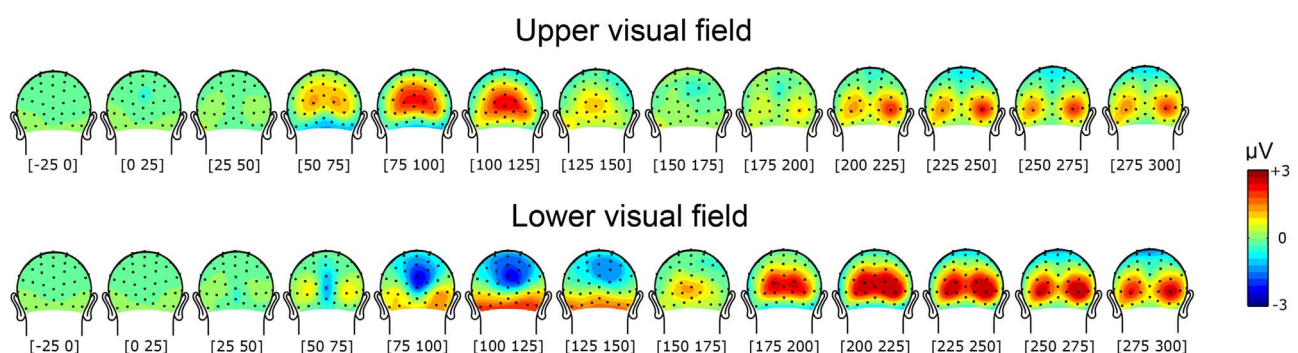 Upper visual field
[-25 0] [0 25] [25 50] [50 75] [75 100] [100 125] [125 150] [150 175] [175 200] [200 225] [225 250] [250 275] [275 300]
µV
+3
0
-3
Lower visual field
[-25 0] [0 25] [25 50] [50 75] [75 100] [100 125] [125 150] [150 175] [175 200] [200 225] [225 250] [250 275] [275 300]